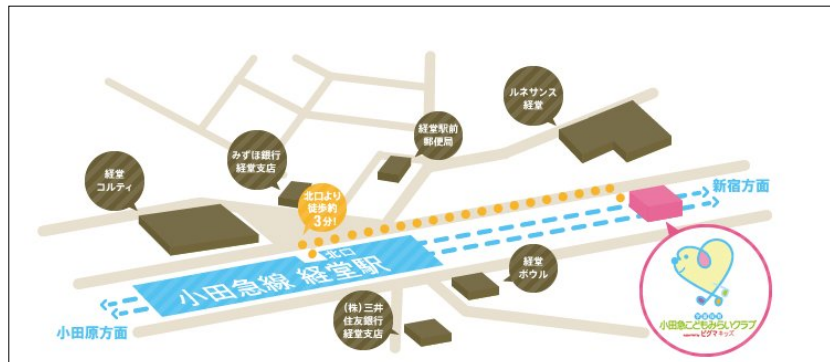 ルネサンス
経堂
経堂駅前
郵便局
みずほ銀行
経堂支店
経堂
コルティ
北口より
徒歩約
3分!
新宿方面
北口
小田急線 経堂駅
経堂
ボウル
(株)三井
住友銀行
経堂支店
小田原方面
小田急こどもみらいクラブ
ピグマキッズ